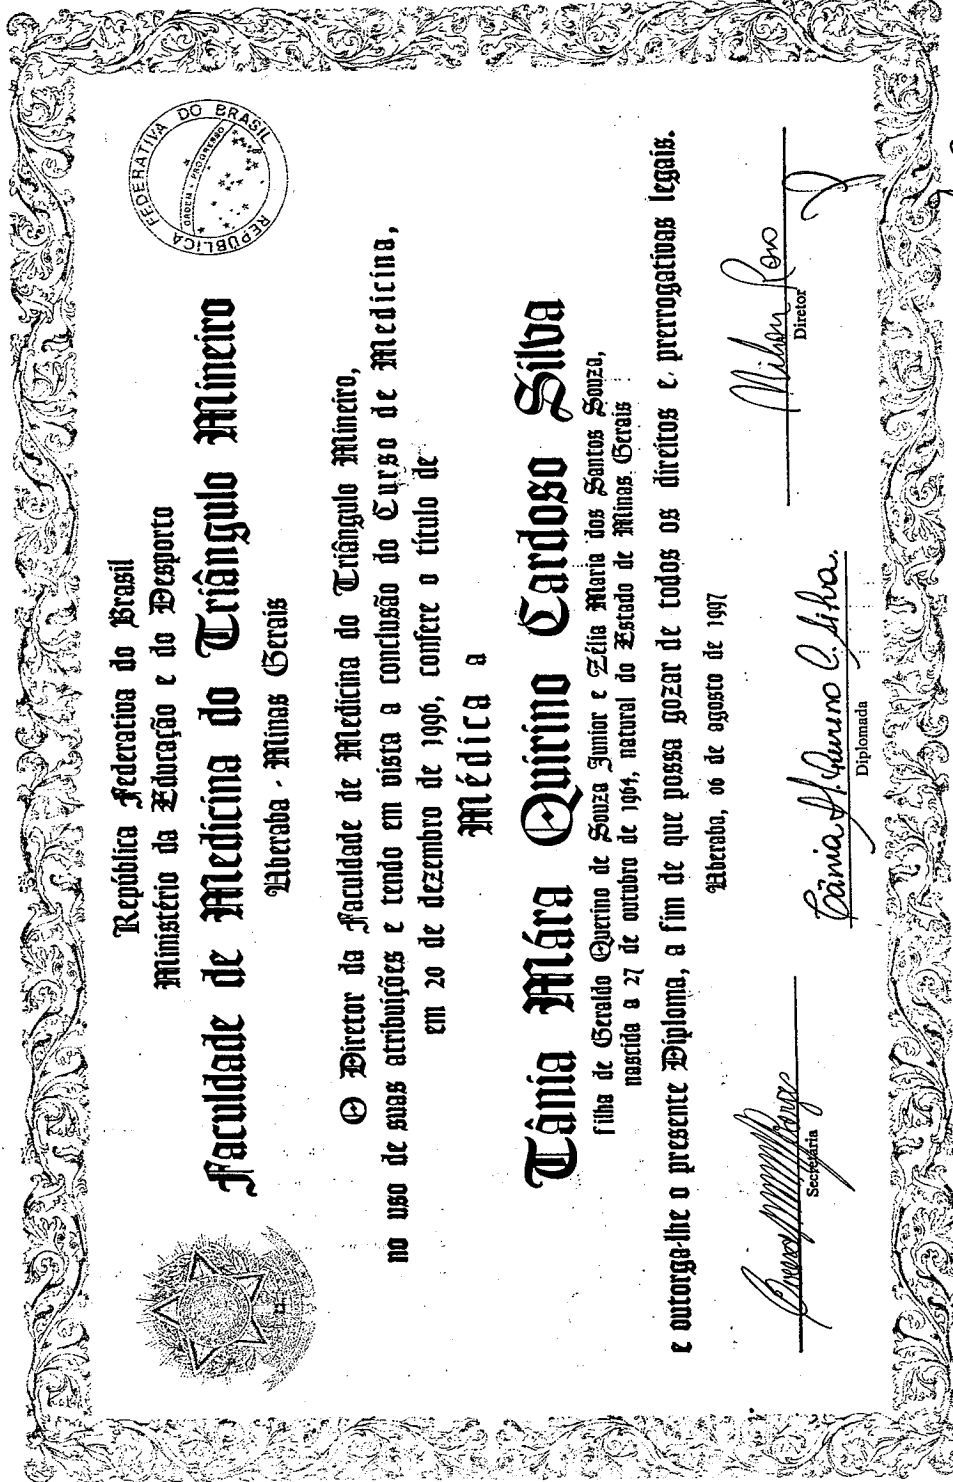 República Federativa do Brasil
Ministério da Educação e do Desporto
Faculdade de Medicina do Triângulo Mineiro
Uberaba - Minas Gerais
REPÚBLICA FEDERATIVA DO BRASIL
ORDEM E PROGRESSO
O Diretor da Faculdade de Medicina do Triângulo Mineiro,
no uso de suas atribuições e tendo em vista a conclusão do Curso de Medicina,
em 20 de dezembro de 1996, confere o título de
Médica a
Tânia Mára Quirino Cardoso Silva
filha de Geraldo Querino de Souza Junior e Zélia Maria dos Santos Souza,
nascida a 27 de outubro de 1964, natural do Estado de Minas Gerais
e outorga-lhe o presente Diploma, a fim de que possa gozar de todos os direitos e prerrogativas legais.
Uberaba, 06 de agosto de 1997
Tânia M. Quirino C. Silva.
Secretaria
Diplomada
Diretor